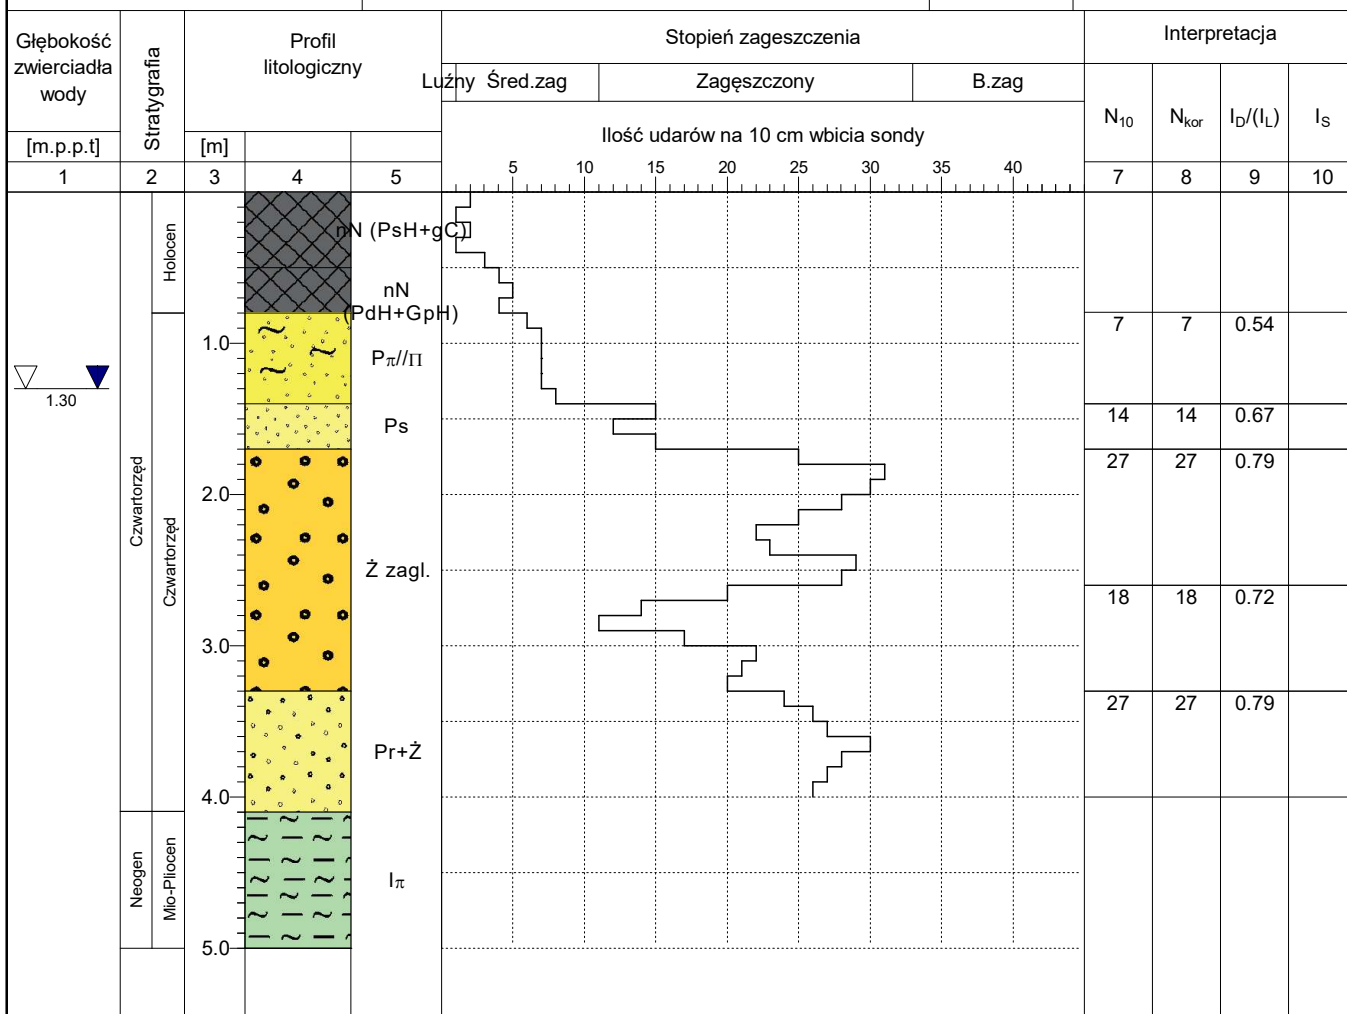 Głębokość
zwierciadła
wody
[m.p.p.t]
1
Stratygrafia
2
Profil
litologiczny
[m]
3
4
5
Stopień zageszczenia
Luźny Śred.zag Zagęszczony B.zag
Ilość udarów na 10 cm wbicia sondy
5 10 15 20 25 30 35 40
Interpretacja
N10 Nkor ID/(IL) IS
7 8 9 10
Holocen
Czwartorzęd
Czwartorzęd
Neogen
Mio-Pliocen
1.30
1.0
2.0
3.0
4.0
5.0
nN (PsH+gC)
nN
(PdH+GpH)
Pπ//Π
Ps
Ż zagl.
Pr+Ż
Iπ
7 7 0.54
14 14 0.67
27 27 0.79
18 18 0.72
27 27 0.79